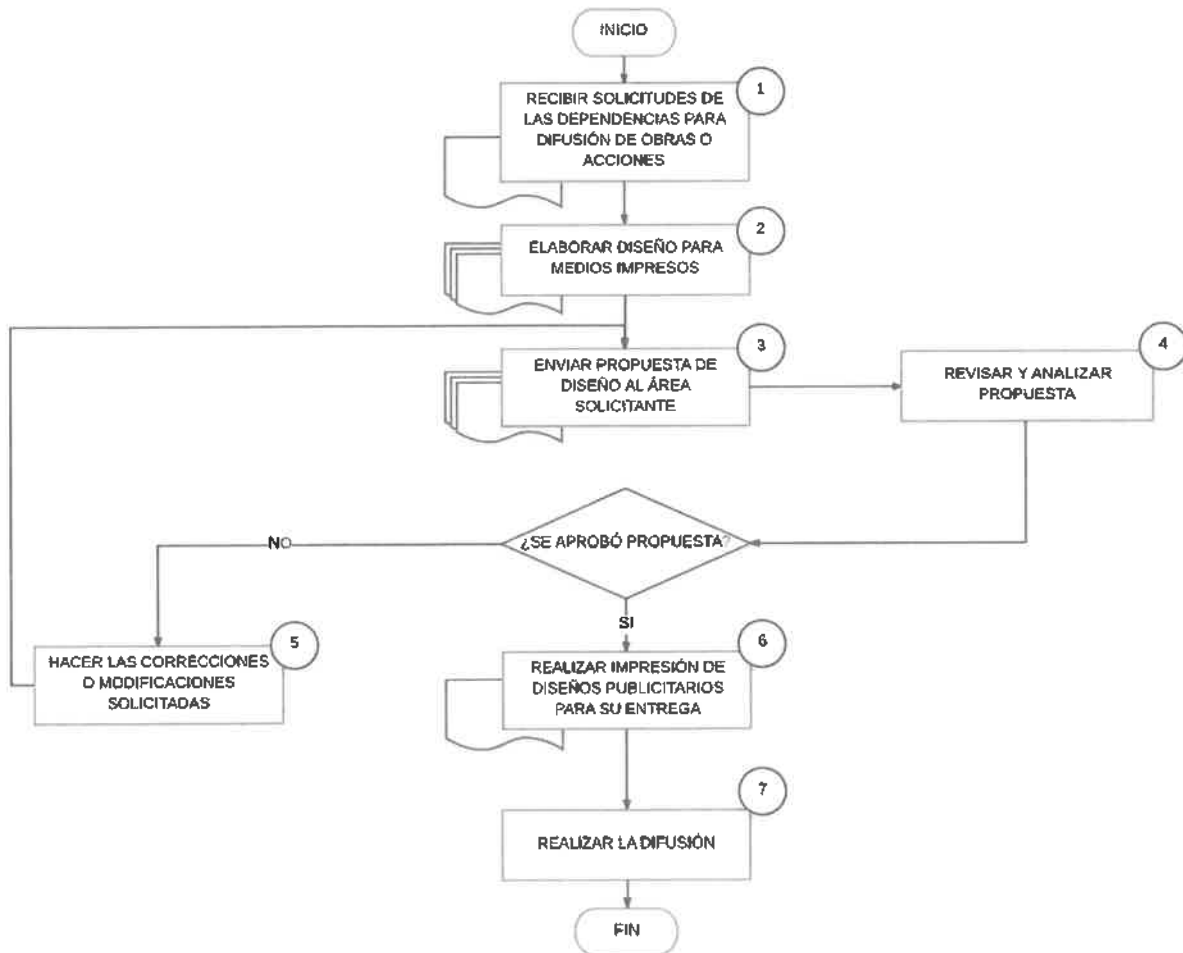 INICIO
1
RECIBIR SOLICITUDES DE
LAS DEPENDENCIAS PARA
DIFUSIÓN DE OBRAS O
ACCIONES
2
ELABORAR DISEÑO PARA
MEDIOS IMPRESOS
3
ENVIAR PROPUESTA DE
DISEÑO AL ÁREA
SOLICITANTE
4
REVISAR Y ANALIZAR
PROPUESTA
¿SE APROBÓ PROPUESTA?
NO
SI
5
HACER LAS CORRECCIONES
O MODIFICACIONES
SOLICITADAS
6
REALIZAR IMPRESIÓN DE
DISEÑOS PUBLICITARIOS
PARA SU ENTREGA
7
REALIZAR LA DIFUSIÓN
FIN